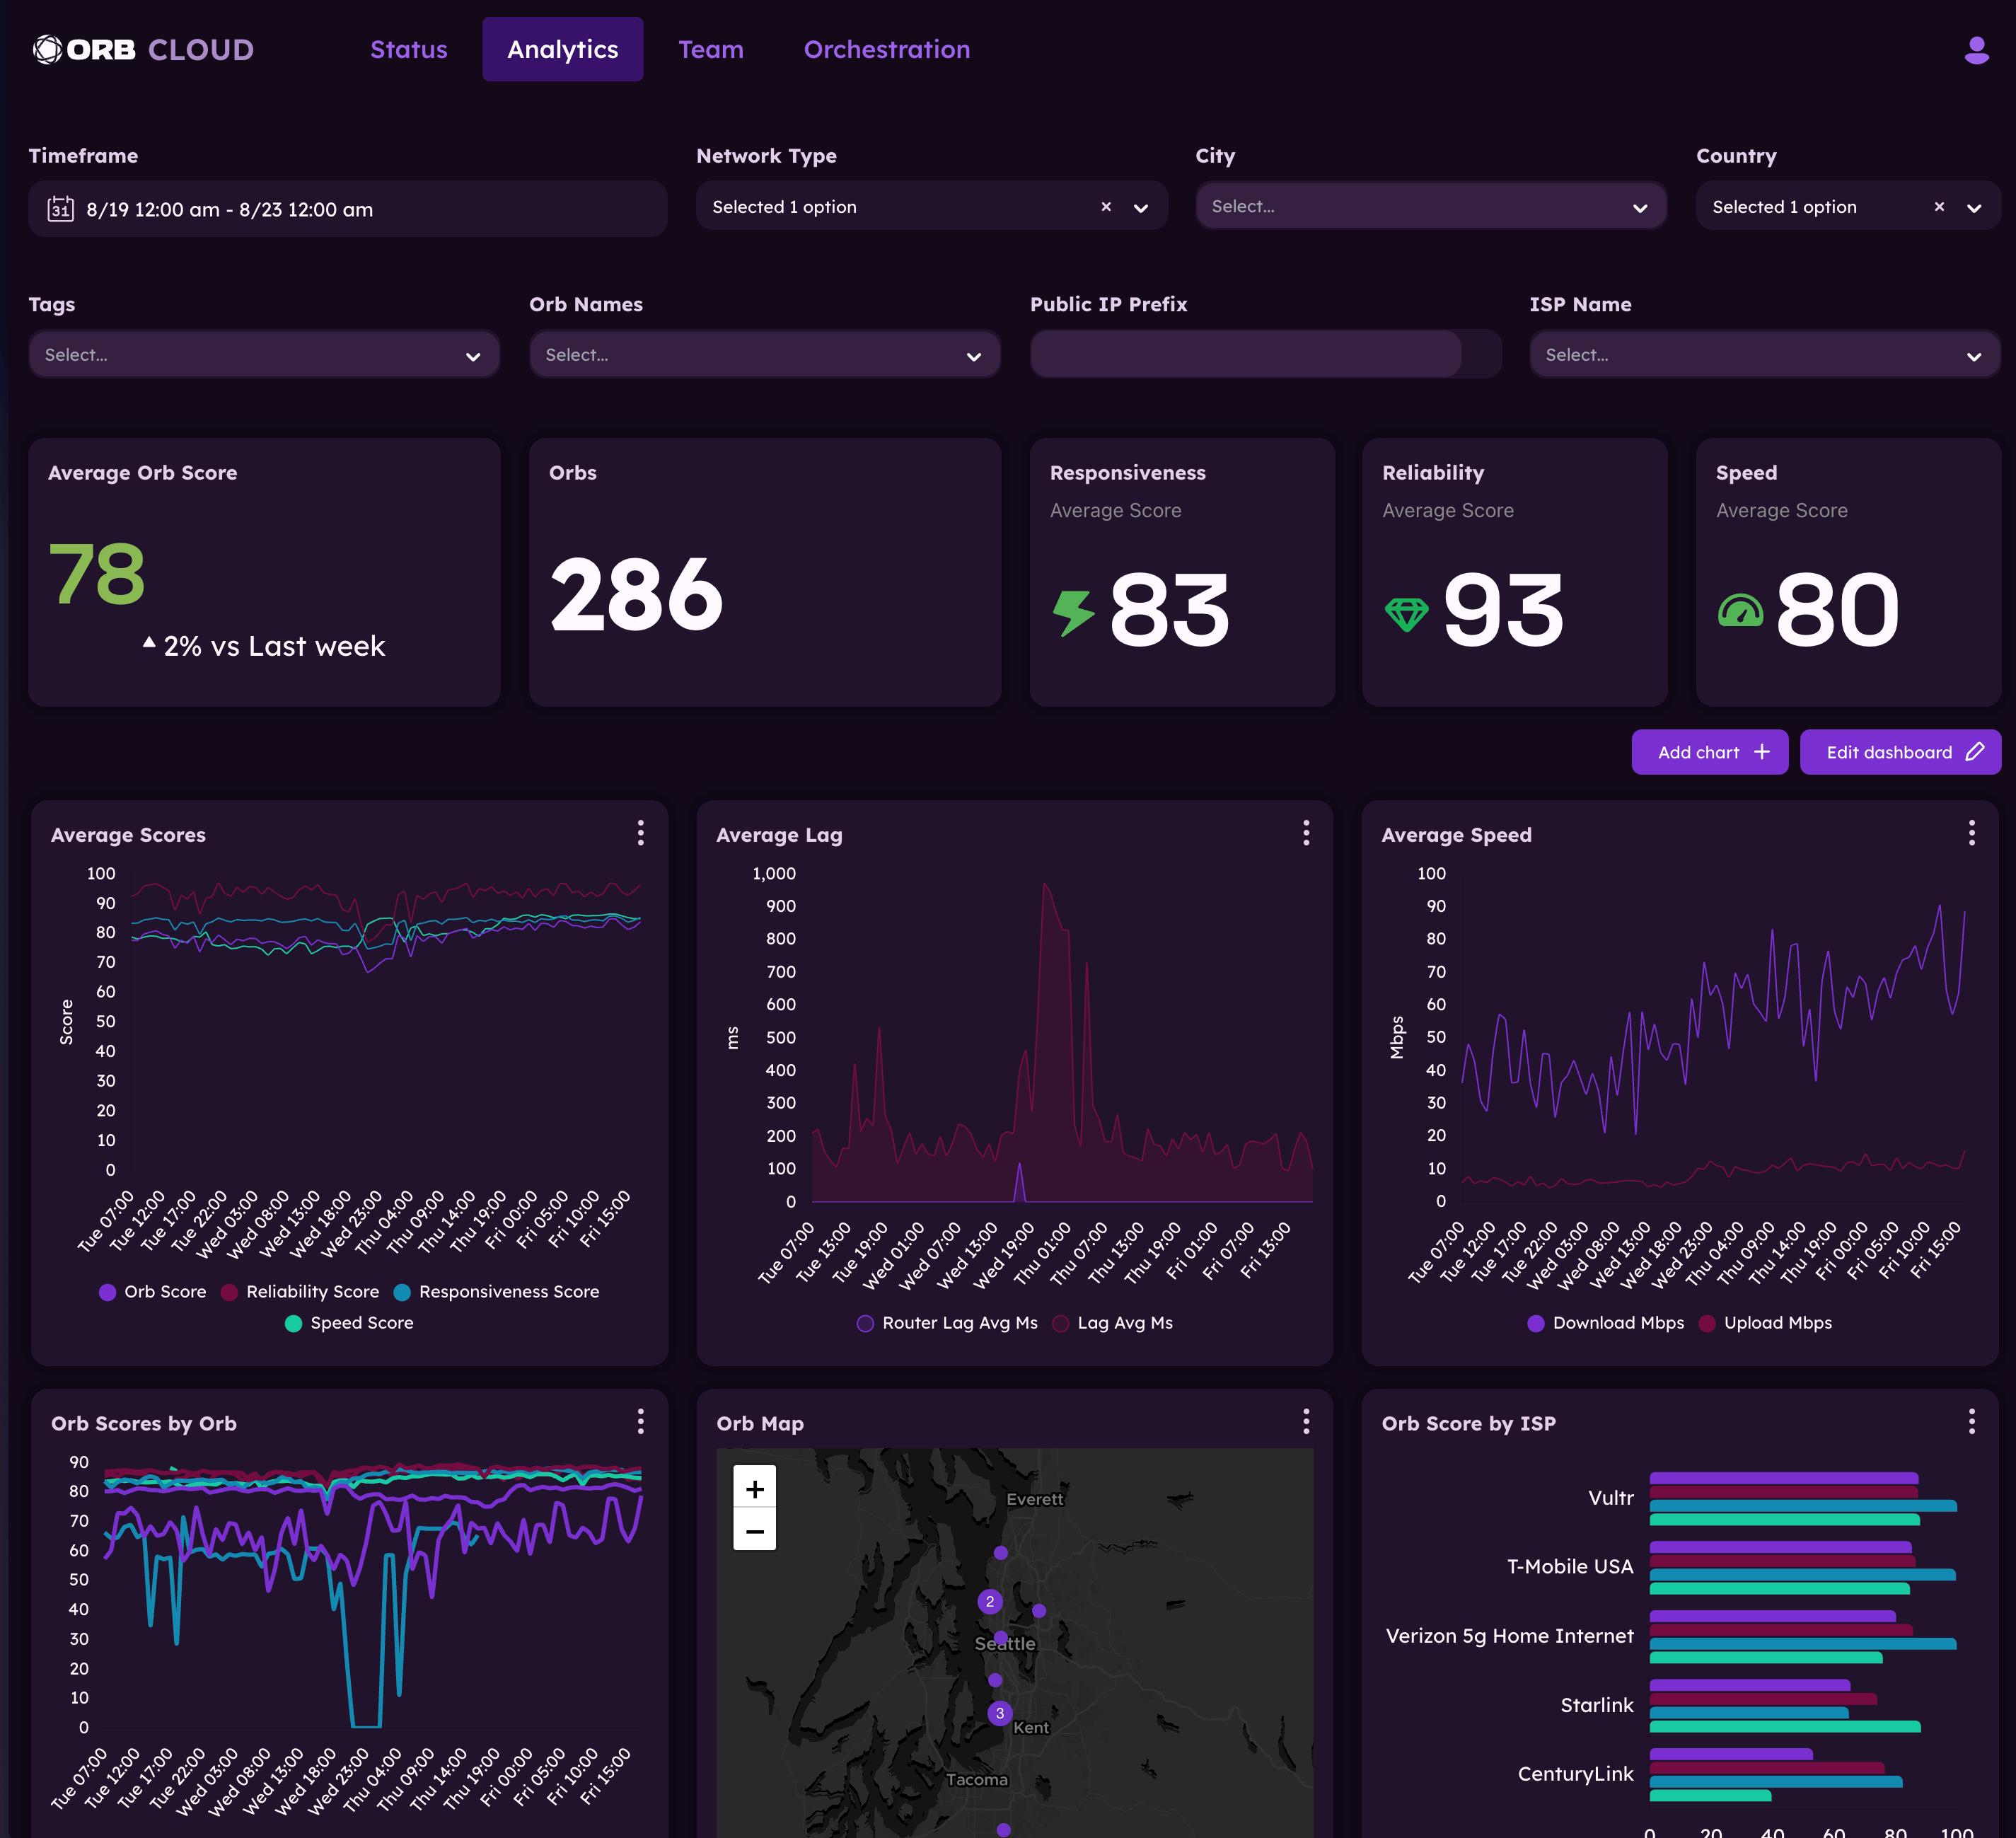 ORB CLOUD
Status Analytics Team Orchestration
Timeframe Network Type City Country
31 8/19 12:00 am - 8/23 12:00 am Selected 1 option × Select... Selected 1 option ×
Tags Orb Names Public IP Prefix ISP Name
Select... Select... Select...
Average Orb Score
78
2% vs Last week
Orbs
286
Responsiveness
Average Score
83
Reliability
Average Score
93
Speed
Average Score
80
Add chart + Edit dashboard
Average Scores
100
90
80
70
60
50
40
30
20
10
0
Score
Tue 07:00 Tue 12:00 Tue 17:00 Tue 22:00 Wed 03:00 Wed 08:00 Wed 13:00 Wed 18:00 Wed 23:00 Thu 04:00 Thu 09:00 Thu 14:00 Thu 19:00 Fri 00:00 Fri 05:00 Fri 10:00 Fri 15:00
Orb Score Reliability Score Responsiveness Score
Speed Score
Average Lag
1,000
900
800
700
600
500
400
300
200
100
0
ms
Tue 07:00 Tue 13:00 Tue 19:00 Wed 01:00 Wed 07:00 Wed 13:00 Wed 19:00 Thu 01:00 Thu 07:00 Thu 13:00 Thu 19:00 Fri 01:00 Fri 07:00 Fri 13:00
Router Lag Avg Ms Lag Avg Ms
Average Speed
100
90
80
70
60
50
40
30
20
10
0
Mbps
Tue 07:00 Tue 12:00 Tue 17:00 Tue 22:00 Wed 03:00 Wed 08:00 Wed 13:00 Wed 18:00 Wed 23:00 Thu 04:00 Thu 09:00 Thu 14:00 Thu 19:00 Fri 00:00 Fri 05:00 Fri 10:00 Fri 15:00
Download Mbps Upload Mbps
Orb Scores by Orb
90
80
70
60
50
40
30
20
10
0
Tue 07:00 Tue 12:00 Tue 17:00 Tue 22:00 Wed 03:00 Wed 08:00 Wed 13:00 Wed 18:00 Wed 23:00 Thu 04:00 Thu 09:00 Thu 14:00 Thu 19:00 Fri 00:00 Fri 05:00 Fri 10:00 Fri 15:00
Orb Map
+
−
Everett
2
Seattle
3
Kent
Tacoma
Orb Score by ISP
Vultr
T-Mobile USA
Verizon 5g Home Internet
Starlink
CenturyLink
0 20 40 60 80 100